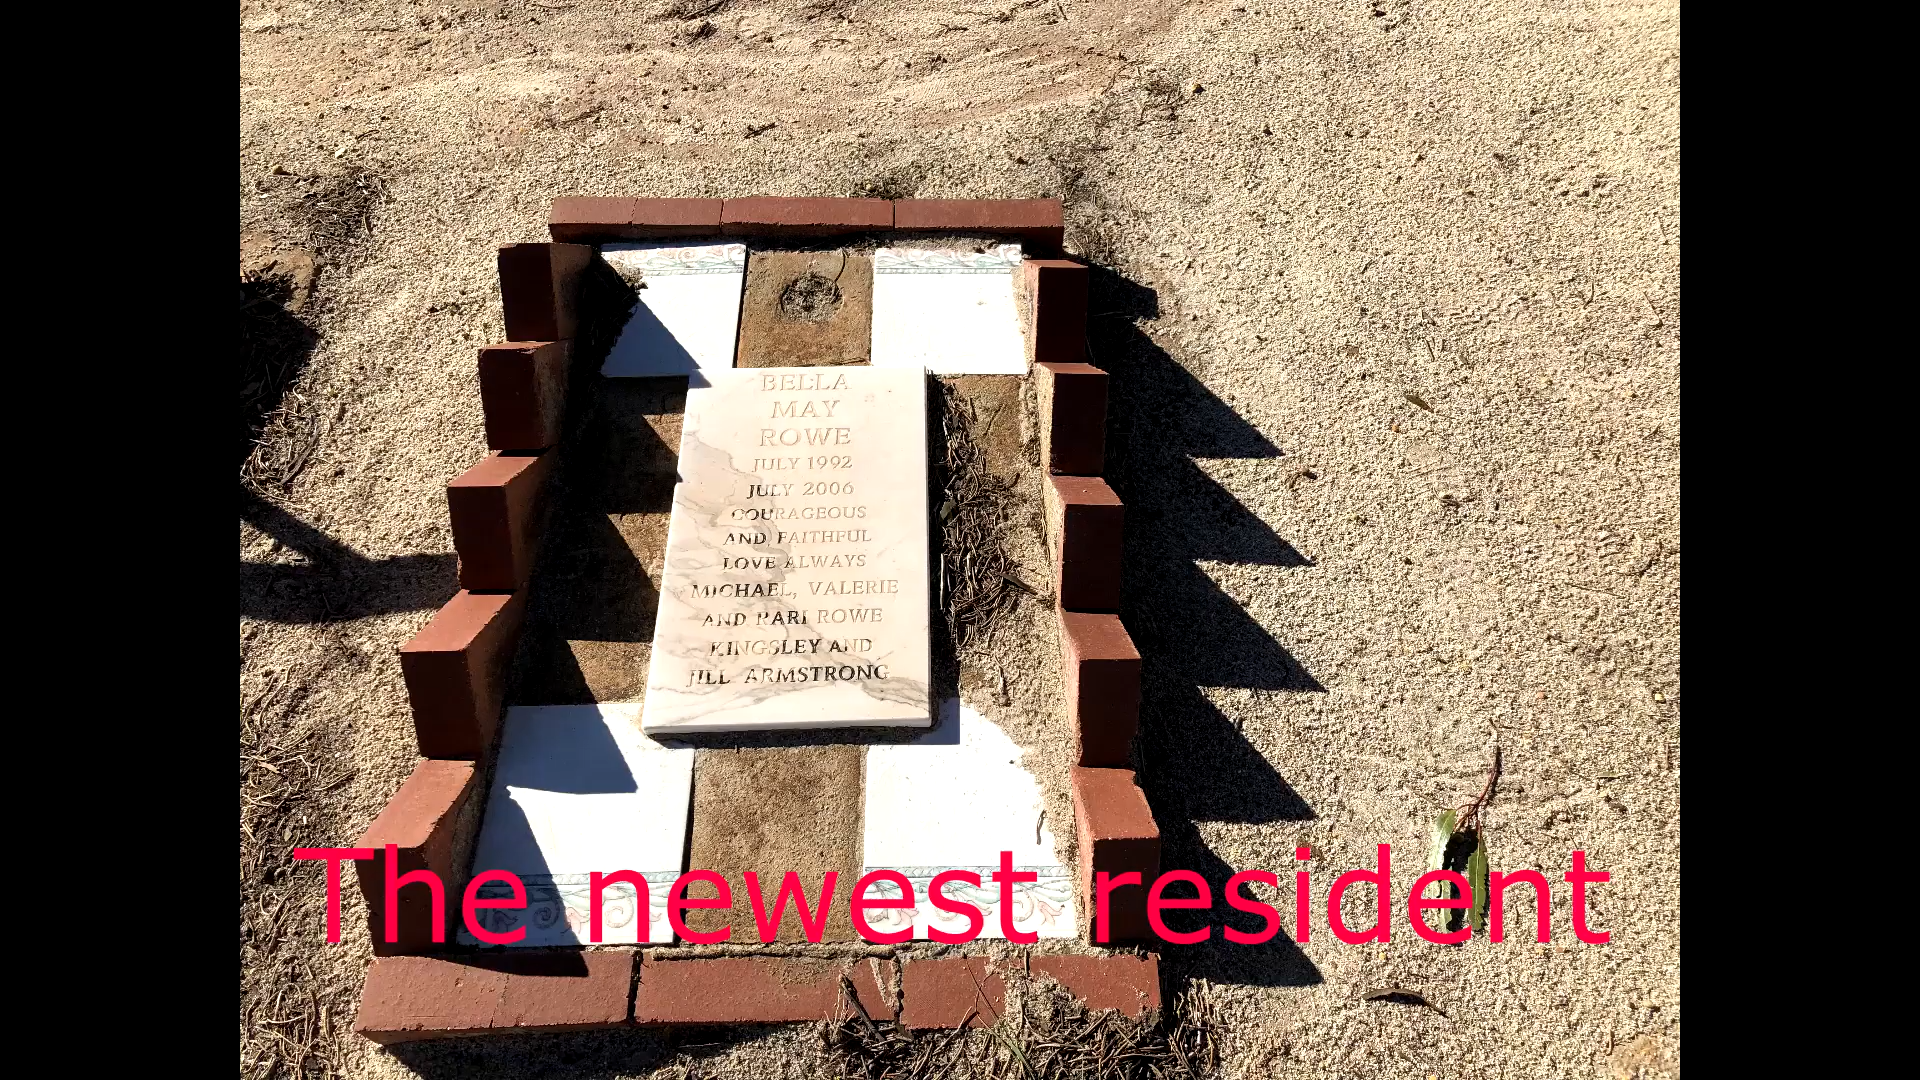 BELLA
MAY
ROWE
JULY 1992
JULY 2006
COURAGEOUS
AND FAITHFUL
LOVE ALWAYS
MICHAEL, VALERIE
AND RARI ROWE
KINGSLEY AND
JILL ARMSTRONG
The newest resident